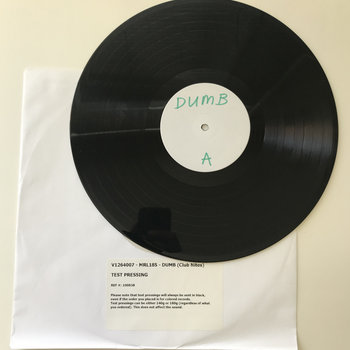 DUMB
A
V1264007 - MRL185 - DUMB (Club Nites)
TEST PRESSING
REF #: 100838
Please note that test pressings will always be sent in black,
even if the order you placed is for colored records.
Test pressings can be either 140g or 180g (regardless of what
you ordered). This does not affect the sound.